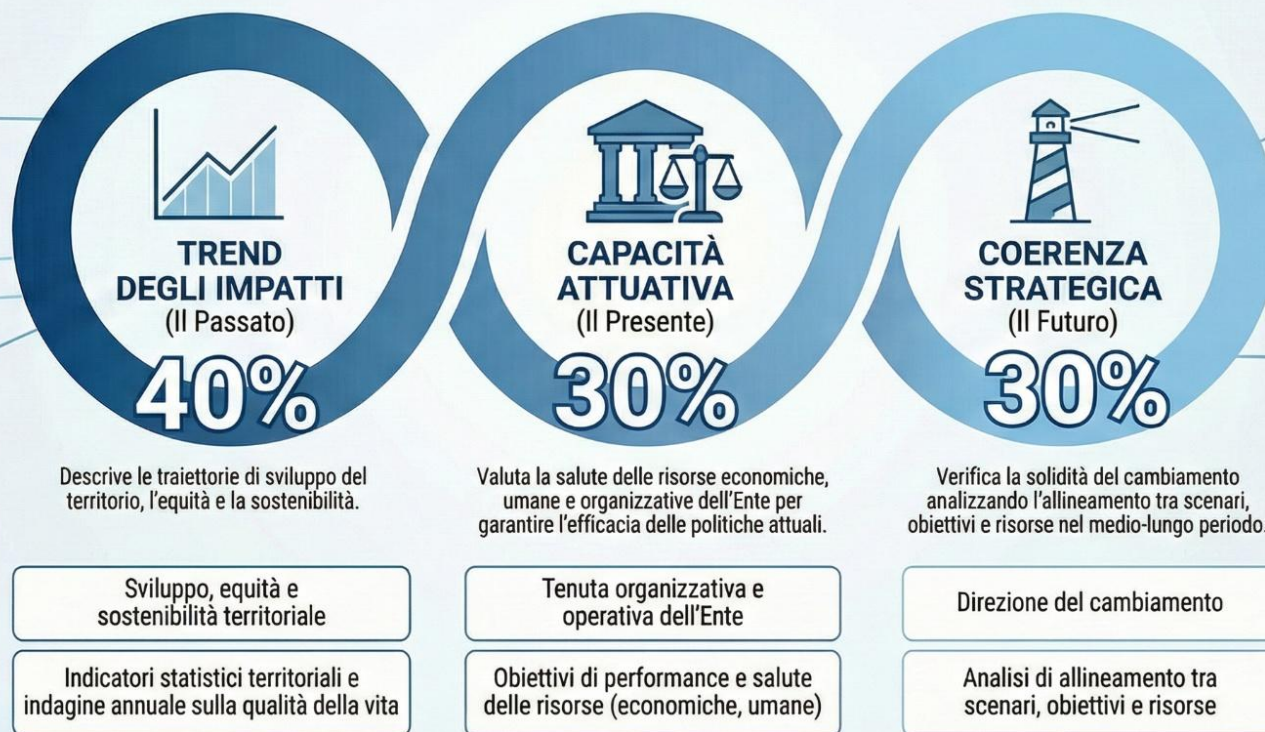 TREND
DEGLI IMPATTI
(Il Passato)
40%
Descrive le traiettorie di sviluppo del
territorio, l'equità e la sostenibilità.
Sviluppo, equità e
sostenibilità territoriale
Indicatori statistici territoriali e
indagine annuale sulla qualità della vita
CAPACITÀ
ATTUATIVA
(Il Presente)
30%
Valuta la salute delle risorse economiche,
umane e organizzative dell'Ente per
garantire l'efficacia delle politiche attuali.
Tenuta organizzativa e
operativa dell'Ente
Obiettivi di performance e salute
delle risorse (economiche, umane)
COERENZA
STRATEGICA
(Il Futuro)
30%
Verifica la solidità del cambiamento
analizzando l'allineamento tra scenari,
obiettivi e risorse nel medio-lungo periodo.
Direzione del cambiamento
Analisi di allineamento tra
scenari, obiettivi e risorse